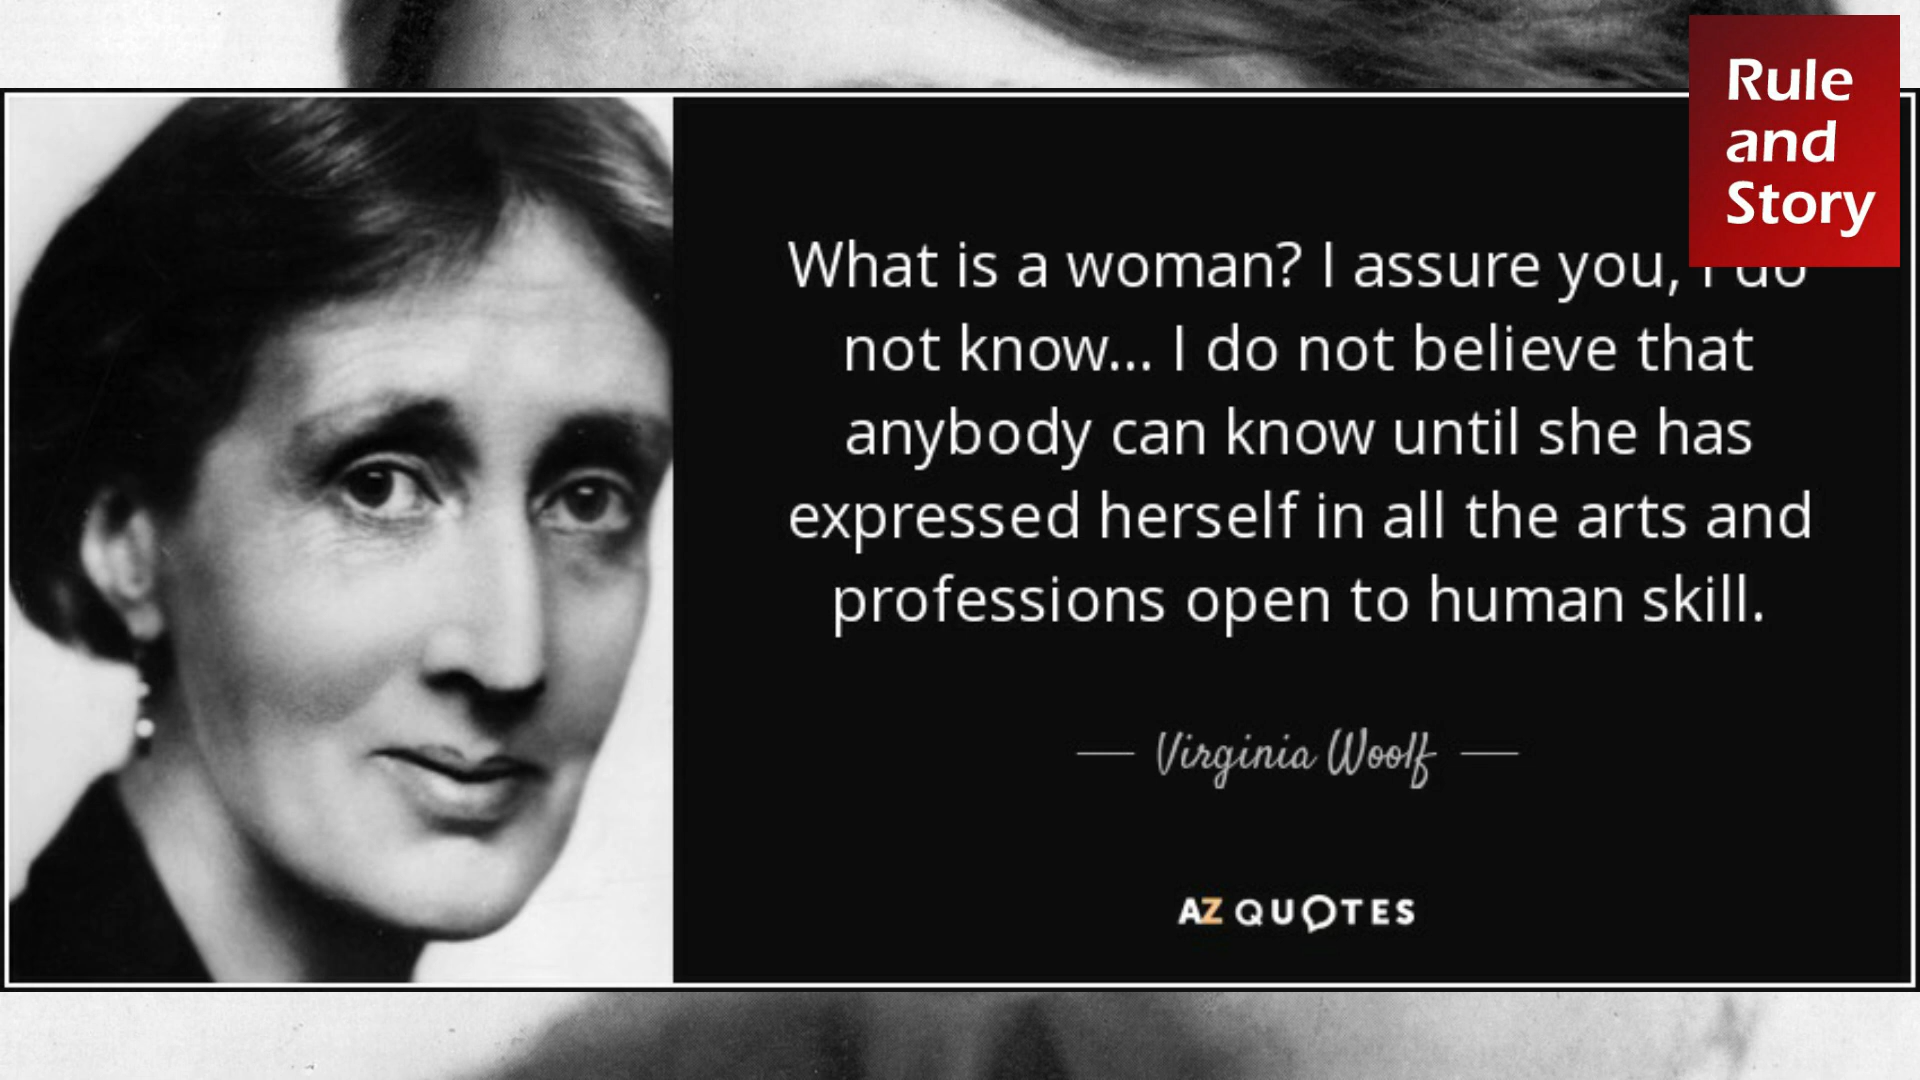 Rule
and
Story
What is a woman? I assure you, I do
not know... I do not believe that
anybody can know until she has
expressed herself in all the arts and
professions open to human skill.
Virginia Woolf
AZ QUOTES